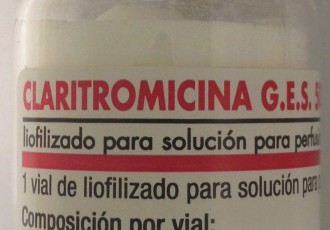 CLARITROMICINA G.E.S.
liofilizado para solución para
1 vial de liofilizado para solución para
Composición por vial: